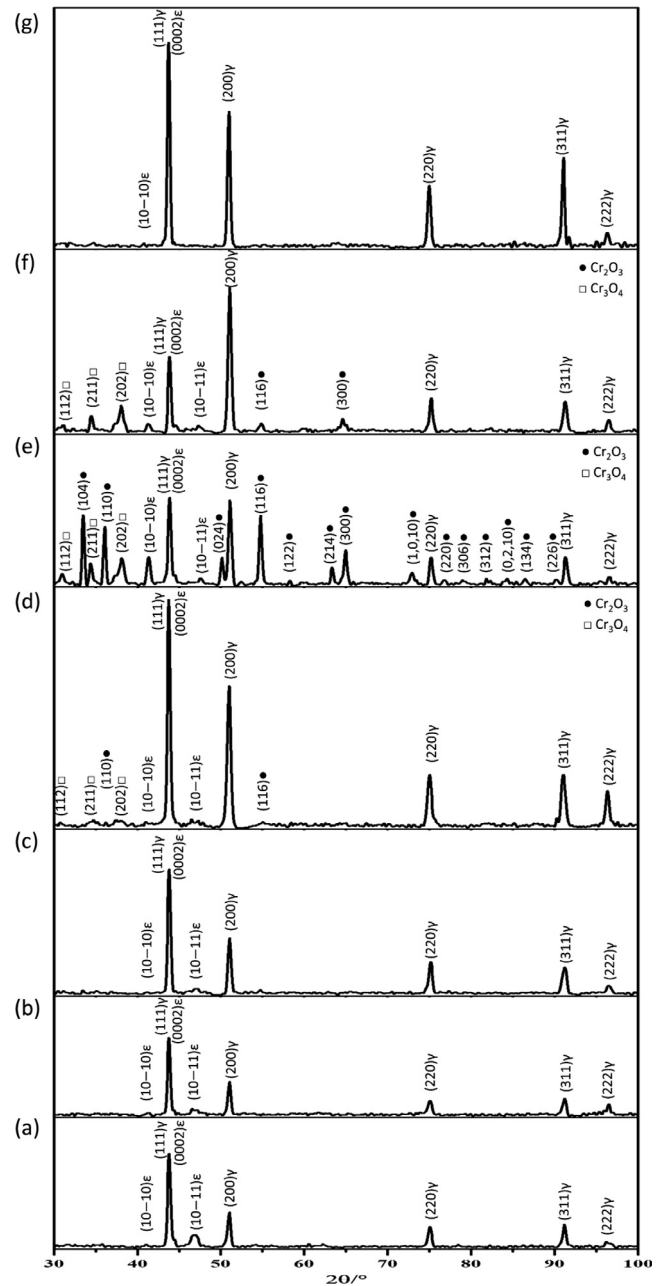 (g)
(111)γ
(0002)ε
(10−10)ε
(200)γ
(220)γ
(311)γ
(222)γ
(f)
● Cr₂O₃
□ Cr₃O₄
(112)□
(211)□
(202)□
(10−10)ε
(111)γ
(0002)ε
(10−11)ε
(200)γ
(116)●
(300)●
(220)γ
(311)γ
(222)γ
(e)
● Cr₂O₃
□ Cr₃O₄
(112)□
(104)●
(211)□
(110)●
(202)□
(10−10)ε
(111)γ
(0002)ε
(10−11)ε
(024)●
(200)γ
(116)●
(122)●
(214)●
(300)●
(1,0,10)●
(220)γ
(220)●
(306)●
(312)●
(0,2,10)●
(134)●
(226)●
(311)γ
(222)γ
(d)
● Cr₂O₃
□ Cr₃O₄
(112)□
(211)□
(110)●
(202)□
(10−10)ε
(111)γ
(0002)ε
(10−11)ε
(200)γ
(116)●
(220)γ
(311)γ
(222)γ
(c)
(10−10)ε
(111)γ
(0002)ε
(10−11)ε
(200)γ
(220)γ
(311)γ
(222)γ
(b)
(10−10)ε
(111)γ
(0002)ε
(10−11)ε
(200)γ
(220)γ
(311)γ
(222)γ
(a)
(10−10)ε
(111)γ
(0002)ε
(10−11)ε
(200)γ
(220)γ
(311)γ
(222)γ
30 40 50 60 70 80 90 100
2θ/°